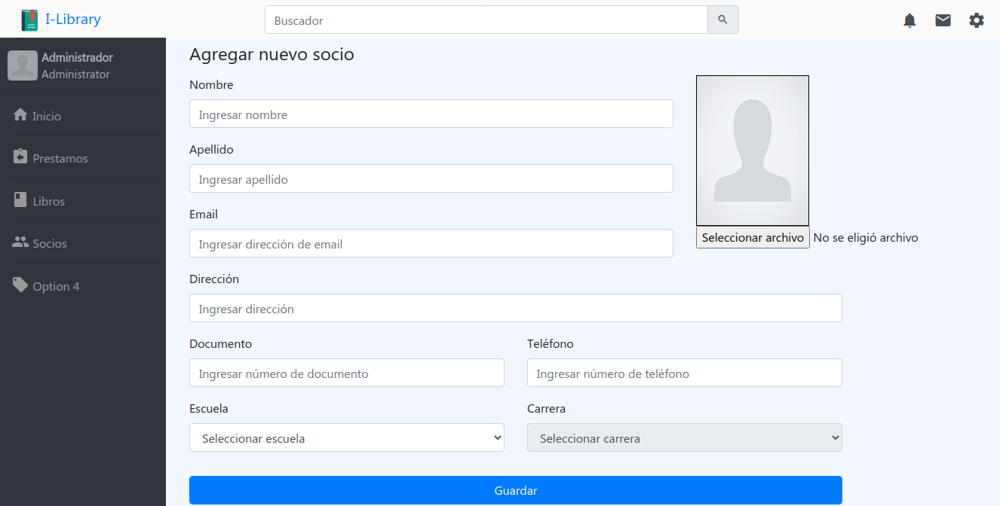 I-Library
Buscador
Administrador
Administrator
Inicio
Prestamos
Libros
Socios
Option 4
Agregar nuevo socio
Nombre
Ingresar nombre
Apellido
Ingresar apellido
Email
Ingresar dirección de email
Seleccionar archivo No se eligió archivo
Dirección
Ingresar dirección
Documento
Ingresar número de documento
Teléfono
Ingresar número de teléfono
Escuela
Seleccionar escuela
Carrera
Seleccionar carrera
Guardar